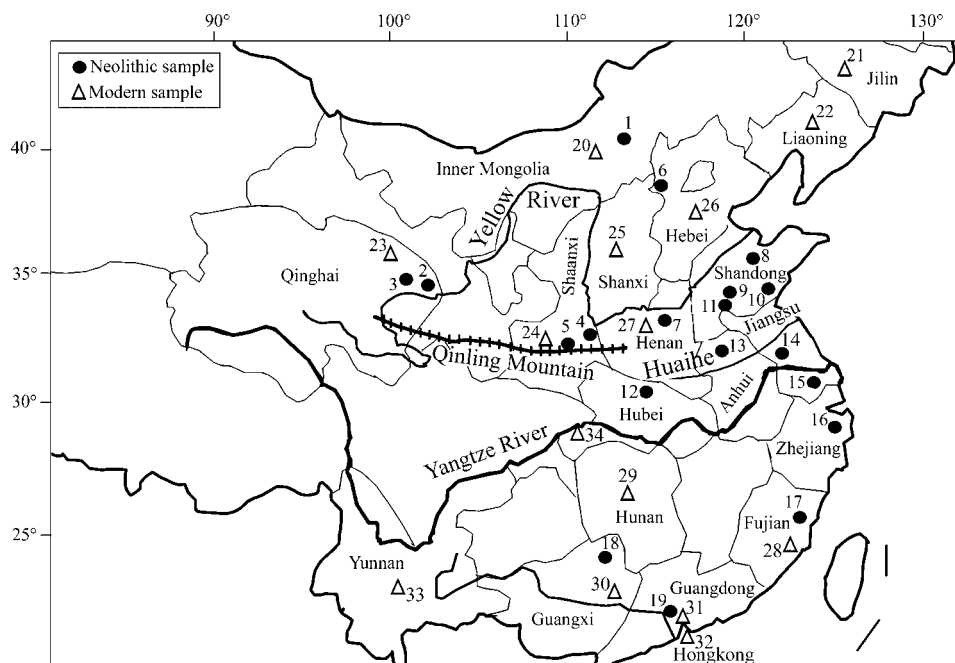 90° 100° 110° 120° 130°
Neolithic sample
Modern sample
21
Jilin
22
Liaoning
40°
1
20
Inner Mongolia
6
Yellow
River
26
Hebei
25
Shanxi
Shaanxi
23
35°
Qinghai
3
2
8
Shandong
9
10
11
Jiangsu
24
5
4
27
7
Henan
Qinling Mountain
Huaihe
13
14
Anhui
15
30°
12
Hubei
16
Zhejiang
Yangtze River
34
29
Hunan
17
Fujian
28
25°
18
Yunnan
33
30
Guangdong
19
31
Guangxi
32
Hongkong